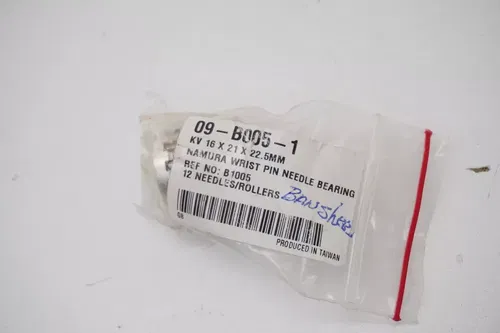 09-B005-1
KV 16 X 21 X 22.5MM
NAMURA WRIST PIN NEEDLE BEARING
REF NO: B1005
12 NEEDLES/ROLLERS Banshee
PRODUCED IN TAIWAN